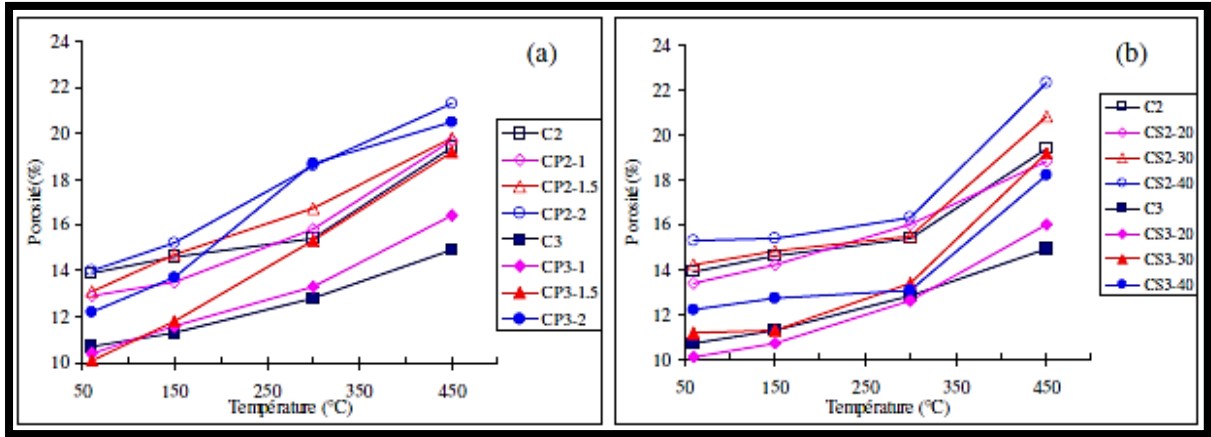 (a)
24
22
20
18
16
14
12
10
Porosité (%)
50
150
250
350
450
Température (°C)
C2
CP2-1
CP2-1.5
CP2-2
C3
CP3-1
CP3-1.5
CP3-2
(b)
24
22
20
18
16
14
12
10
Porosité (%)
50
150
250
350
450
Température (°C)
C2
CS2-20
CS2-30
CS2-40
C3
CS3-20
CS3-30
CS3-40